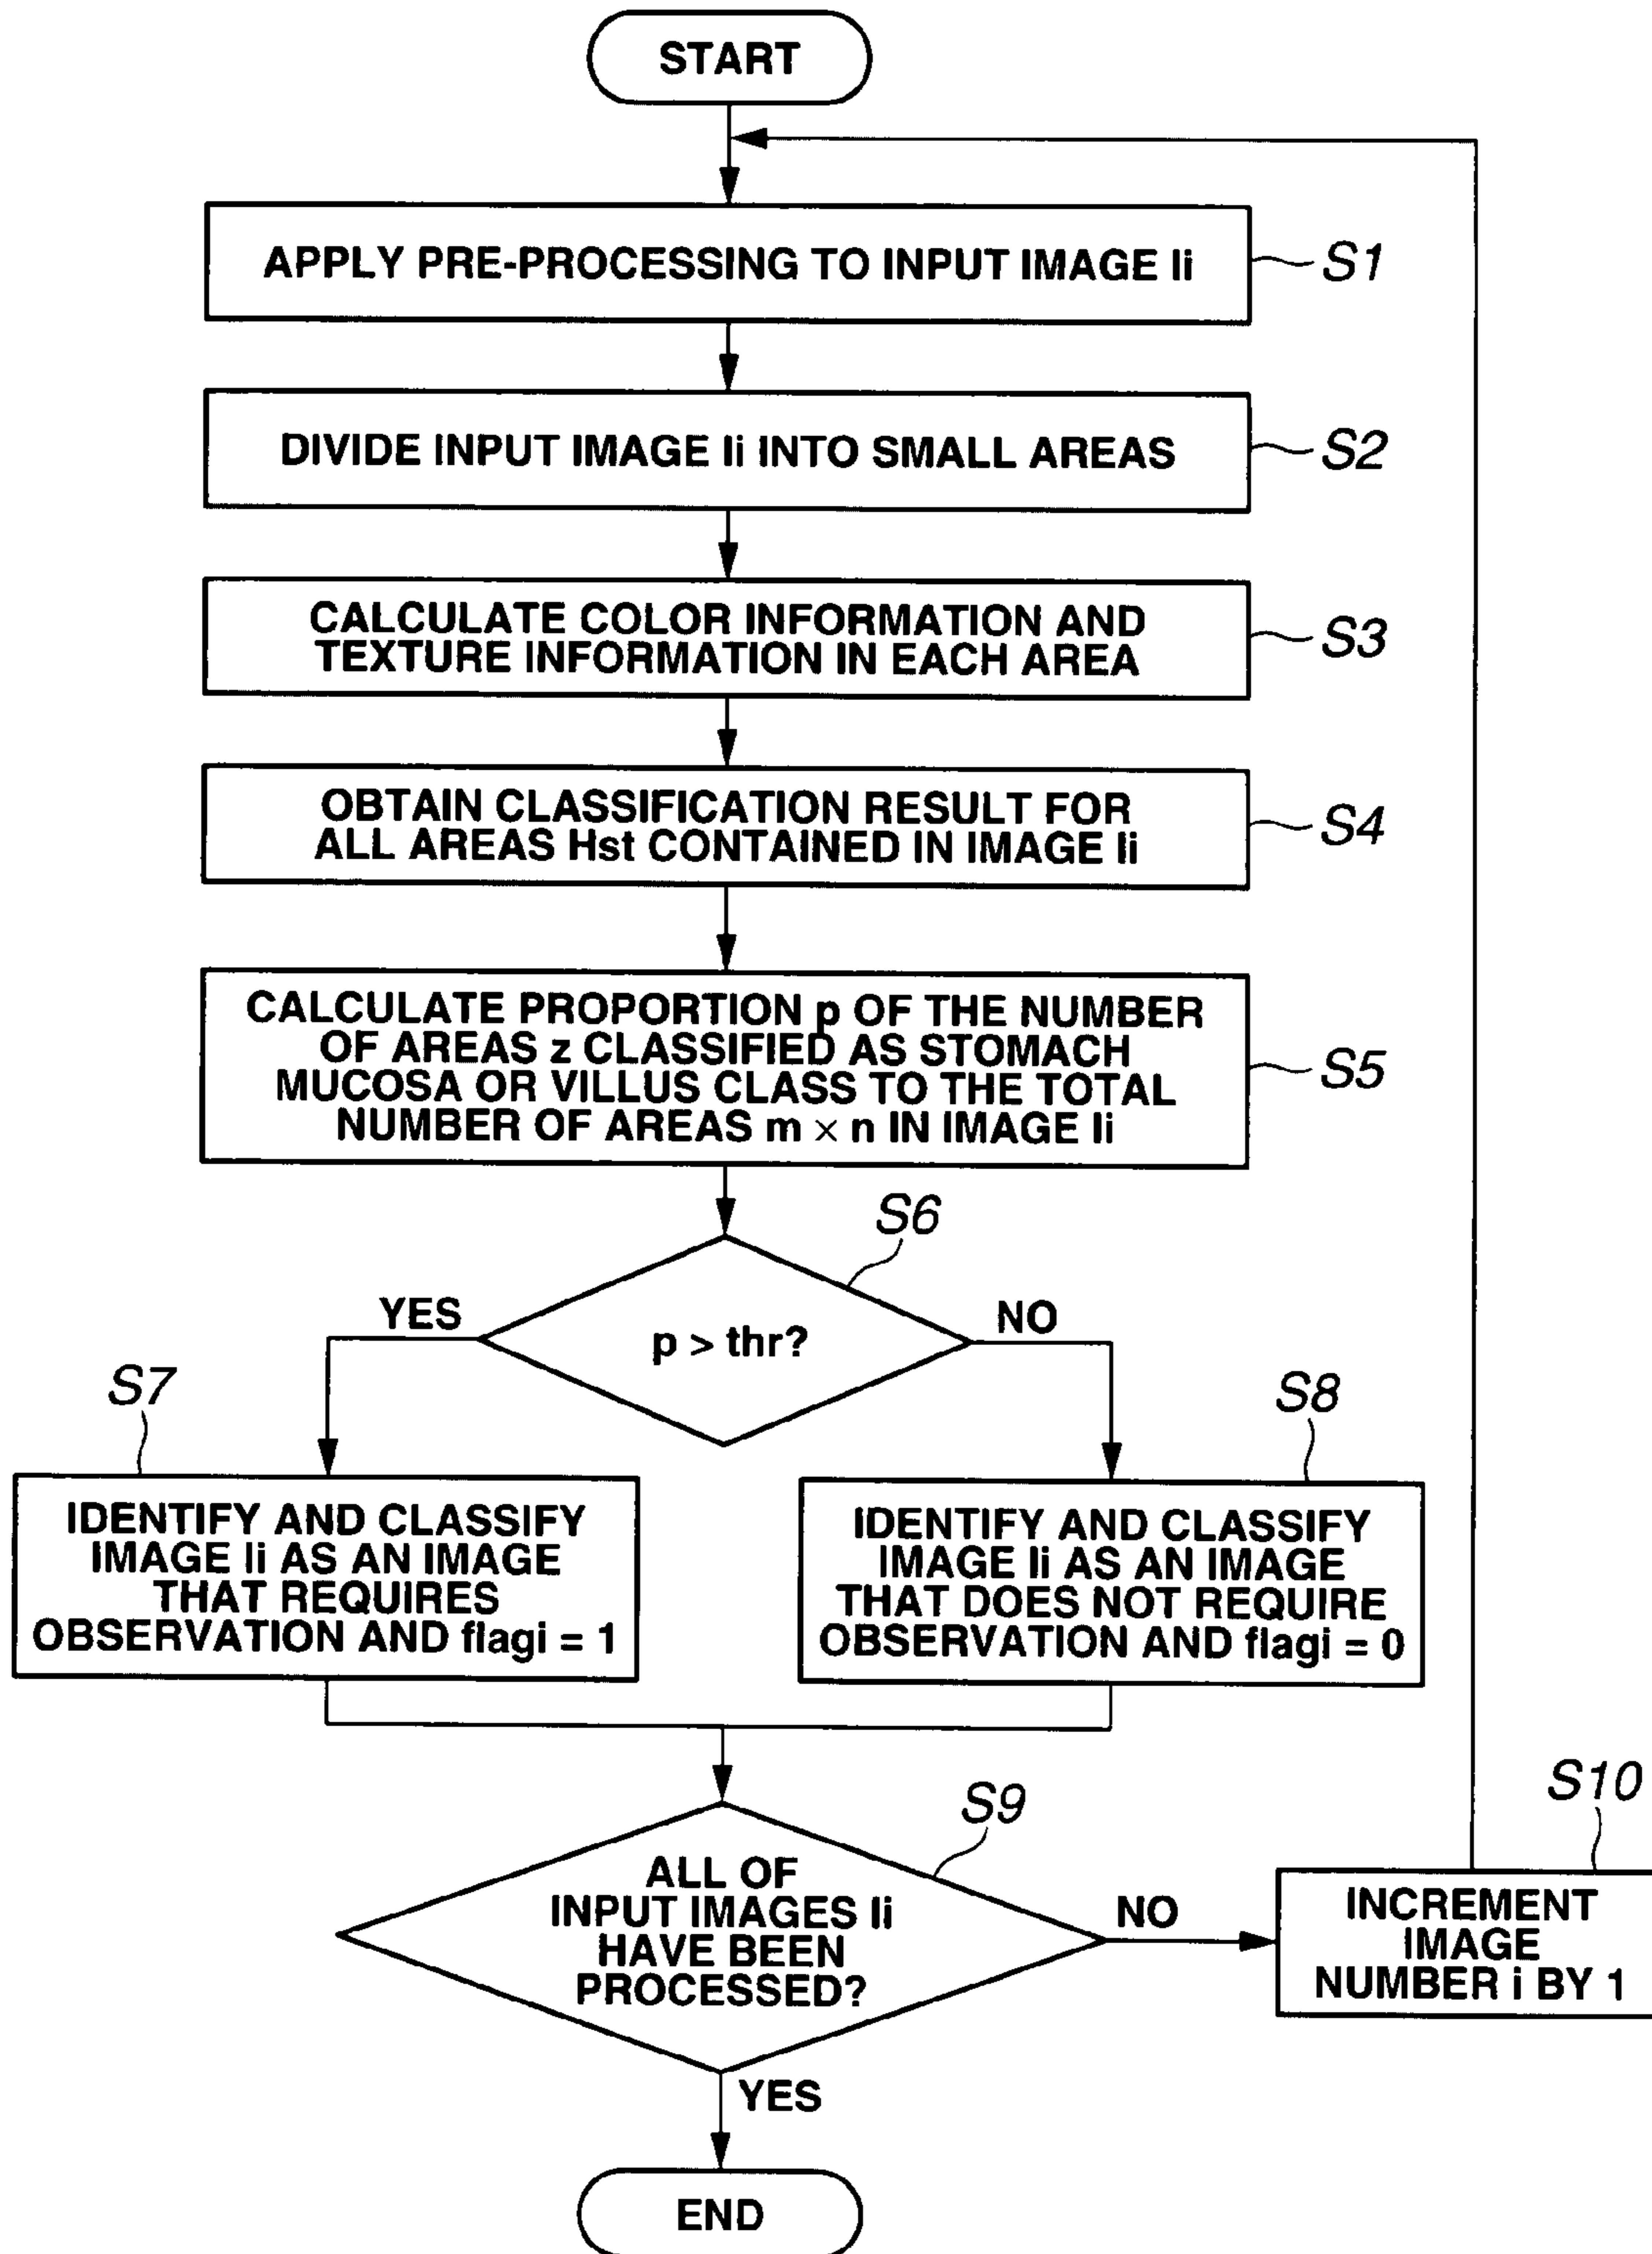 START
APPLY PRE-PROCESSING TO INPUT IMAGE Ii
S1
DIVIDE INPUT IMAGE Ii INTO SMALL AREAS
S2
CALCULATE COLOR INFORMATION AND
TEXTURE INFORMATION IN EACH AREA
S3
OBTAIN CLASSIFICATION RESULT FOR
ALL AREAS Hst CONTAINED IN IMAGE Ii
S4
CALCULATE PROPORTION p OF THE NUMBER
OF AREAS z CLASSIFIED AS STOMACH
MUCOSA OR VILLUS CLASS TO THE TOTAL
NUMBER OF AREAS m × n IN IMAGE Ii
S5
S6
p > thr?
YES
NO
S7
IDENTIFY AND CLASSIFY
IMAGE Ii AS AN IMAGE
THAT REQUIRES
OBSERVATION AND flagi = 1
S8
IDENTIFY AND CLASSIFY
IMAGE Ii AS AN IMAGE
THAT DOES NOT REQUIRE
OBSERVATION AND flagi = 0
S9
ALL OF
INPUT IMAGES Ii
HAVE BEEN
PROCESSED?
NO
S10
INCREMENT
IMAGE
NUMBER i BY 1
YES
END